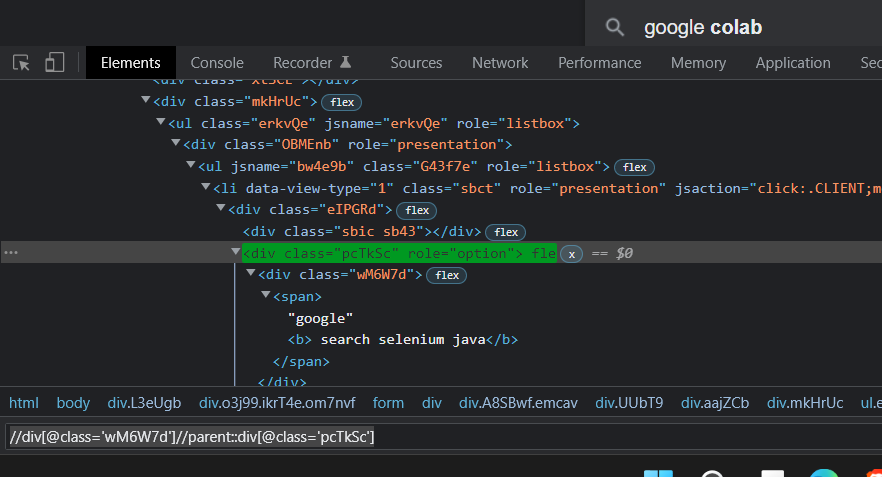 google colab
Elements Console Recorder Sources Network Performance Memory Application Sec
<div class="xtSCL"></div>
<div class="mkHrUc"> flex
<ul class="erkvQe" jsname="erkvQe" role="listbox">
<div class="OBMEnb" role="presentation">
<ul jsname="bw4e9b" class="G43f7e" role="listbox"> flex
<li data-view-type="1" class="sbct" role="presentation" jsaction="click:.CLIENT;m
<div class="eIPGRd"> flex
<div class="sbic sb43"></div> flex
... <div class="pcTkSc" role="option"> fle x == $0
<div class="wM6W7d"> flex
<span>
"google"
<b> search selenium java</b>
</span>
</div>
html body div.L3eUgb div.o3j99.ikrT4e.om7nvf form div div.A8SBwf.emcav div.UUbT9 div.aajZCb div.mkHrUc ul.e
//div[@class='wM6W7d']//parent::div[@class='pcTkSc']